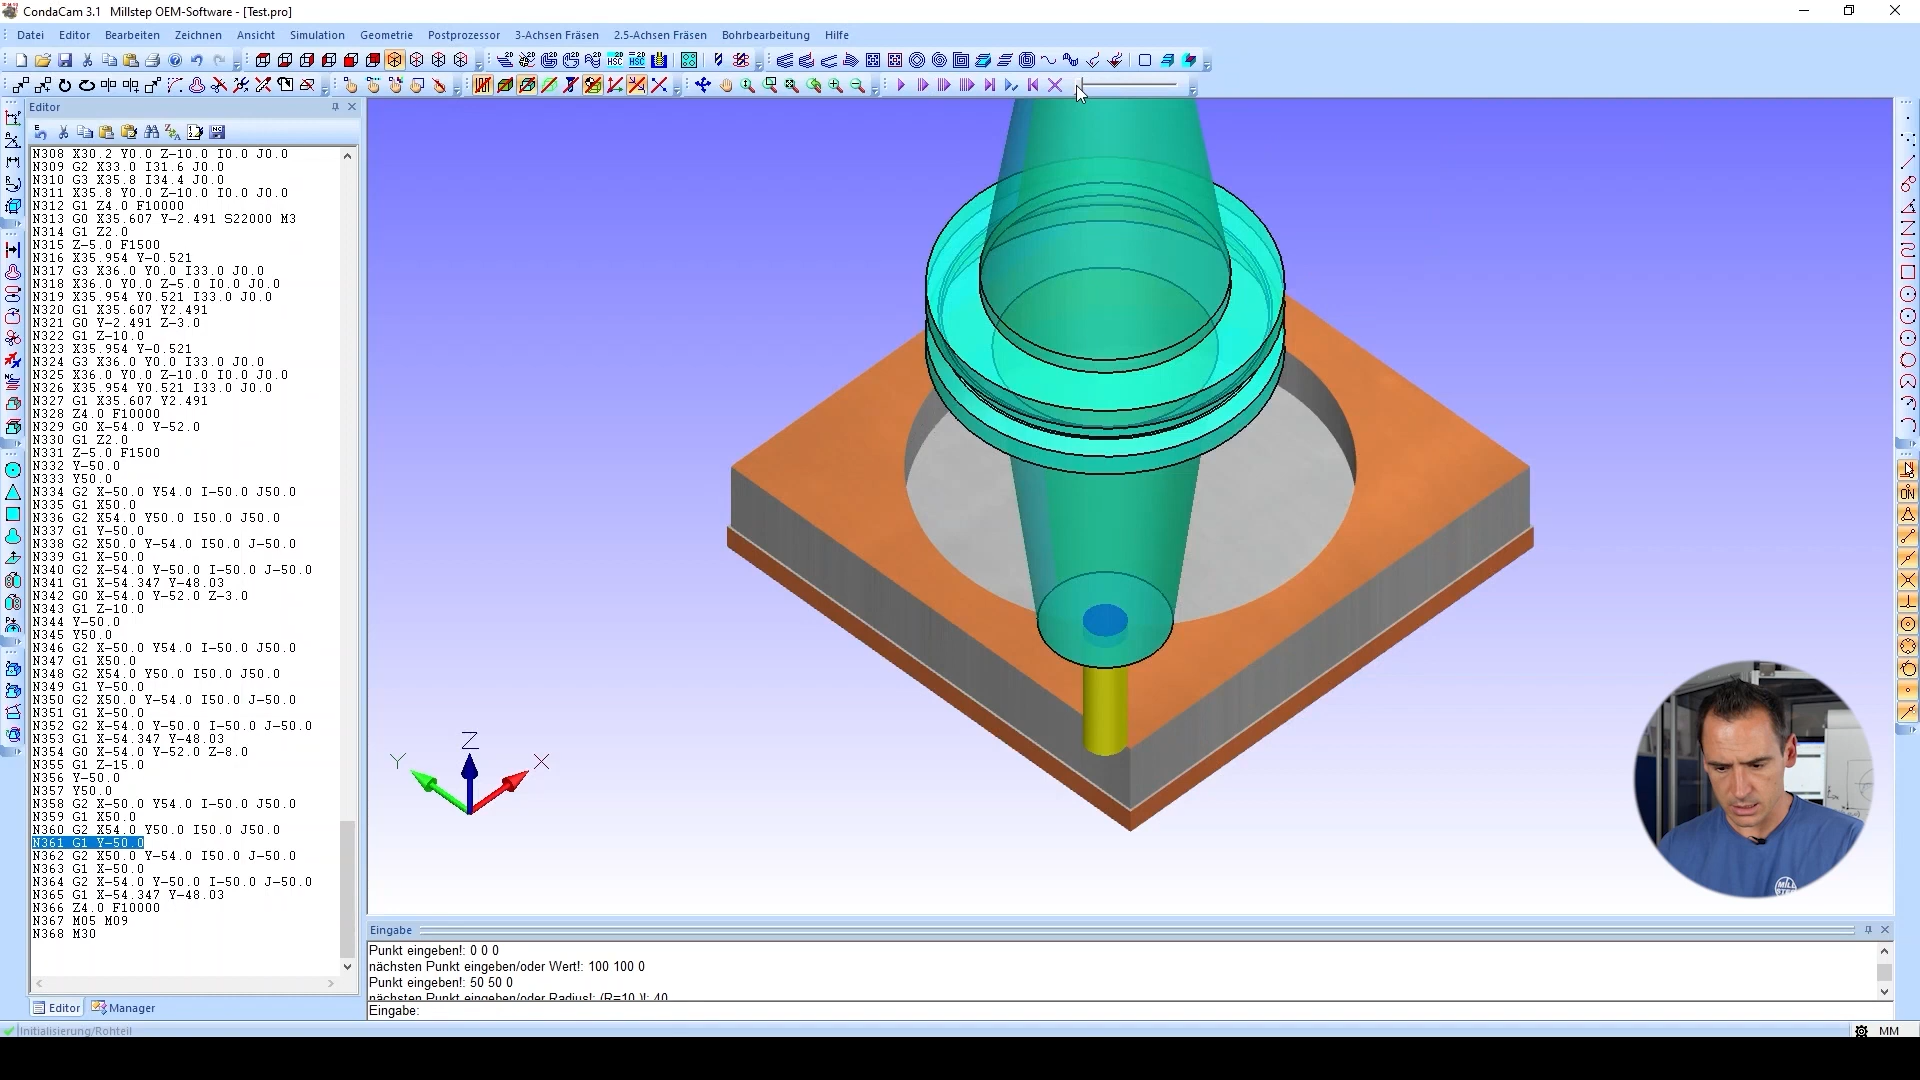 CondaCam 3.1 Millstep OEM-Software - [Test.pro]
Datei Editor Bearbeiten Zeichnen Ansicht Simulation Geometrie Postprozessor 3-Achsen Fräsen 2.5-Achsen Fräsen Bohrbearbeitung Hilfe
Editor
N308 X30.2 Y0.0 Z-10.0 I0.0 J0.0
N309 G2 X33.0 I31.6 J0.0
N310 G3 X35.8 I34.4 J0.0
N311 X35.8 Y0.0 Z-10.0 I0.0 J0.0
N312 G1 Z4.0 F10000
N313 G0 X35.607 Y-2.491 S22000 M3
N314 G1 Z2.0
N315 Z-5.0 F1500
N316 X35.954 Y-0.521
N317 G3 X36.0 Y0.0 I33.0 J0.0
N318 X36.0 Y0.0 Z-5.0 I0.0 J0.0
N319 X35.954 Y0.521 I33.0 J0.0
N320 G1 X35.607 Y2.491
N321 G0 Y-2.491 Z-3.0
N322 G1 Z-10.0
N323 X35.954 Y-0.521
N324 G3 X36.0 Y0.0 I33.0 J0.0
N325 X36.0 Y0.0 Z-10.0 I0.0 J0.0
N326 X35.954 Y0.521 I33.0 J0.0
N327 G1 X35.607 Y2.491
N328 Z4.0 F10000
N329 G0 X-54.0 Y-52.0
N330 G1 Z2.0
N331 Z-5.0 F1500
N332 Y-50.0
N333 Y50.0
N334 G2 X-50.0 Y54.0 I-50.0 J50.0
N335 G1 X50.0
N336 G2 X54.0 Y50.0 I50.0 J50.0
N337 G1 Y-50.0
N338 G2 X50.0 Y-54.0 I50.0 J-50.0
N339 G1 X-50.0
N340 G2 X-54.0 Y-50.0 I-50.0 J-50.0
N341 G1 X-54.347 Y-48.03
N342 G0 X-54.0 Y-52.0 Z-3.0
N343 G1 Z-10.0
N344 Y-50.0
N345 Y50.0
N346 G2 X-50.0 Y54.0 I-50.0 J50.0
N347 G1 X50.0
N348 G2 X54.0 Y50.0 I50.0 J50.0
N349 G1 Y-50.0
N350 G2 X50.0 Y-54.0 I50.0 J-50.0
N351 G1 X-50.0
N352 G2 X-54.0 Y-50.0 I-50.0 J-50.0
N353 G1 X-54.347 Y-48.03
N354 G0 X-54.0 Y-52.0 Z-8.0
N355 G1 Z-15.0
N356 Y-50.0
N357 Y50.0
N358 G2 X-50.0 Y54.0 I-50.0 J50.0
N359 G1 X50.0
N360 G2 X54.0 Y50.0 I50.0 J50.0
N361 G1 Y-50.0
N362 G2 X50.0 Y-54.0 I50.0 J-50.0
N363 G1 X-50.0
N364 G2 X-54.0 Y-50.0 I-50.0 J-50.0
N365 G1 X-54.347 Y-48.03
N366 Z4.0 F10000
N367 M05 M09
N368 M30
Z
Y
X
Eingabe
Punkt eingeben!: 0 0 0
nächsten Punkt eingeben/oder Wert!: 100 100 0
Punkt eingeben!: 50 50 0
nächsten Punkt eingeben/oder Radius!: (R=10 )!: 40
Eingabe:
Editor Manager
Initialisierung/Rohteil
MM